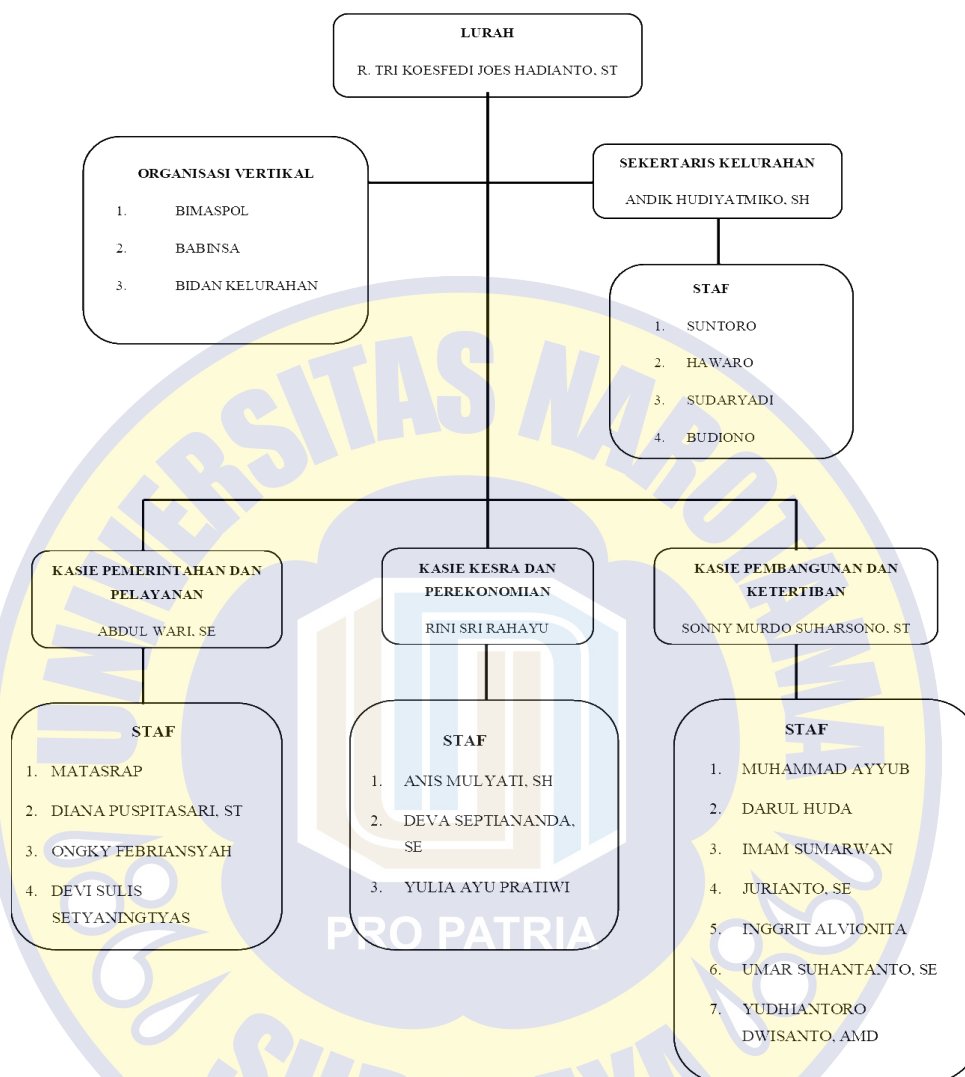 LURAH
R. TRI KOESFEDI JOES HADIANTO, ST
ORGANISASI VERTIKAL
1. BIMASPOL
2. BABINSA
3. BIDAN KELURAHAN
SEKERTARIS KELURAHAN
ANDIK HUDIYATMIKO, SH
STAF
1. SUNTORO
2. HAWARO
3. SUDARYADI
4. BUDIONO
KASIE PEMERINTAHAN DAN
PELAYANAN
ABDUL WARI, SE
KASIE KESRA DAN
PEREKONOMIAN
RINI SRI RAHAYU
KASIE PEMBANGUNAN DAN
KETERTIBAN
SONNY MURDO SUHARSONO, ST
STAF
1. MATASRAP
2. DIANA PUSPITASARI, ST
3. ONGKY FEBRIANSYAH
4. DEVI SULIS
SETYANINGTYAS
STAF
1. ANIS MULYATI, SH
2. DEVA SEPTIANANDA,
SE
3. YULIA AYU PRATIWI
STAF
1. MUHAMMAD AYYUB
2. DARUL HUDA
3. IMAM SUMARWAN
4. JURIANTO, SE
5. INGGRIT ALVIONITA
6. UMAR SUHANTANTO, SE
7. YUDHIANTORO
DWISANTO, AMD
UNIVERSITAS NAROTAMA
PRO PATRIA